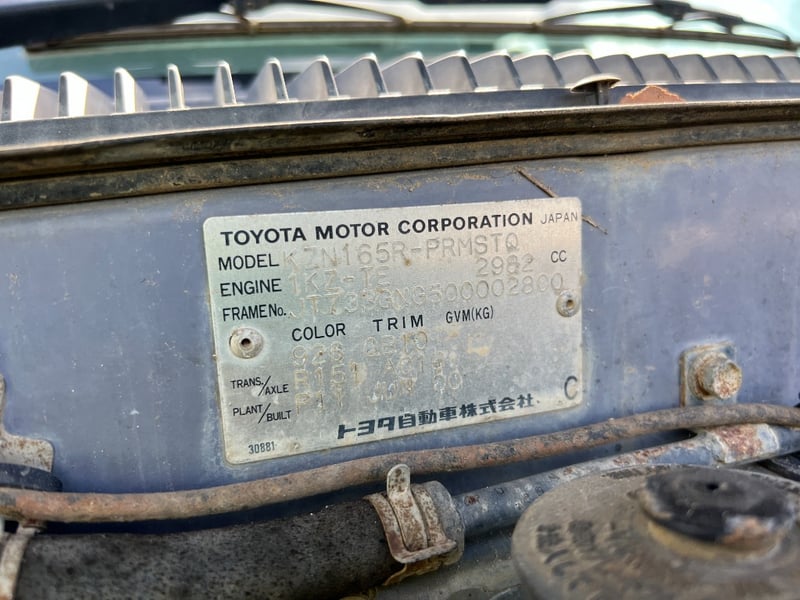 TOYOTA MOTOR CORPORATION JAPAN
MODEL KZN165R-PRMSTQ
ENGINE 1KZ-TE 2982 CC
FRAME No. JT733GNG500002800
COLOR TRIM GVM(KG)
TRANS./AXLE
PLANT/BUILT
C
トヨタ自動車株式会社
30881